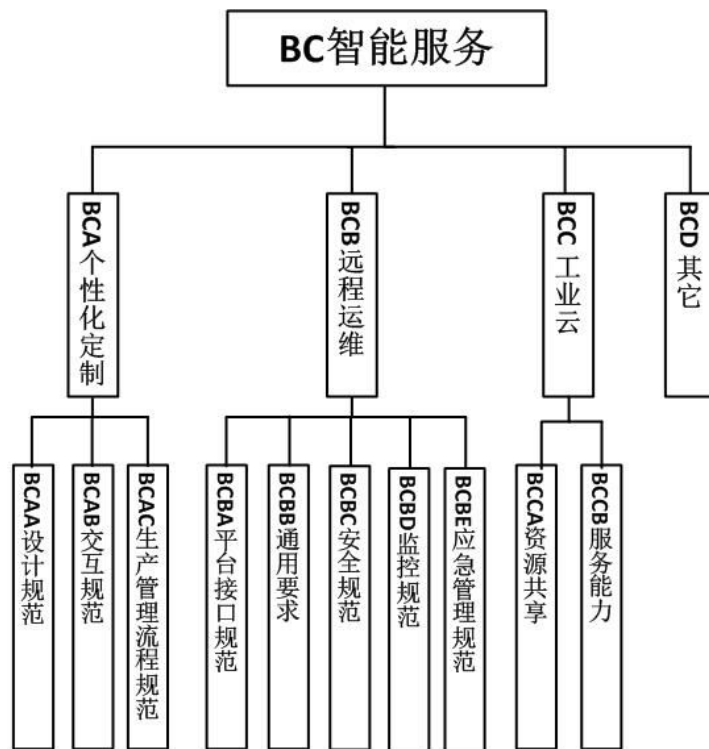 BC智能服务
BCA个性化定制
BCB远程运维
BCC 工业云
BCD 其它
BCAA设计规范
BCAB交互规范
BCAC生产管理流程规范
BCBA平台接口规范
BCBB通用要求
BCBC安全规范
BCBD监控规范
BCBE应急管理规范
BCCA资源共享
BCCB服务能力